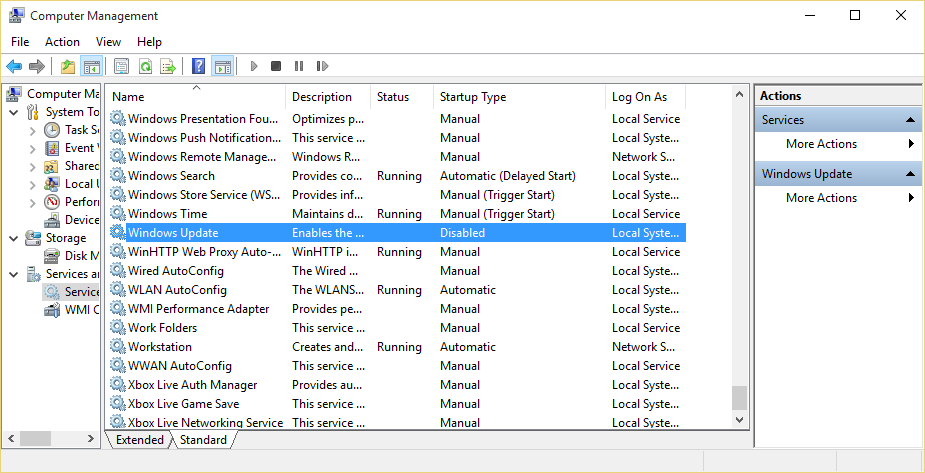 Computer Management
File Action View Help
Computer Ma
System To
Task S
Event
Shared
Local
Perfor
Device
Storage
Disk M
Services an
Service
WMI C
Name Description Status Startup Type Log On As
Windows Presentation Fou... Optimizes p... Manual Local Service
Windows Push Notification... This service ... Manual Local Syste...
Windows Remote Manage... Windows R... Manual Network S...
Windows Search Provides co... Running Automatic (Delayed Start) Local Syste...
Windows Store Service (WS... Provides inf... Manual (Trigger Start) Local Syste...
Windows Time Maintains d... Running Manual (Trigger Start) Local Service
Windows Update Enables the ... Disabled Local Syste...
WinHTTP Web Proxy Auto-... WinHTTP i... Running Manual Local Service
Wired AutoConfig The Wired ... Manual Local Syste...
WLAN AutoConfig The WLANS... Running Automatic Local Syste...
WMI Performance Adapter Provides pe... Manual Local Syste...
Work Folders This service ... Manual Local Service
Workstation Creates and... Running Automatic Network S...
WWAN AutoConfig This service ... Manual Local Syste...
Xbox Live Auth Manager Provides au... Manual Local Syste...
Xbox Live Game Save This service ... Manual Local Syste...
Xbox Live Networking Service This service ... Manual Local Syste...
Extended Standard
Actions
Services
More Actions
Windows Update
More Actions